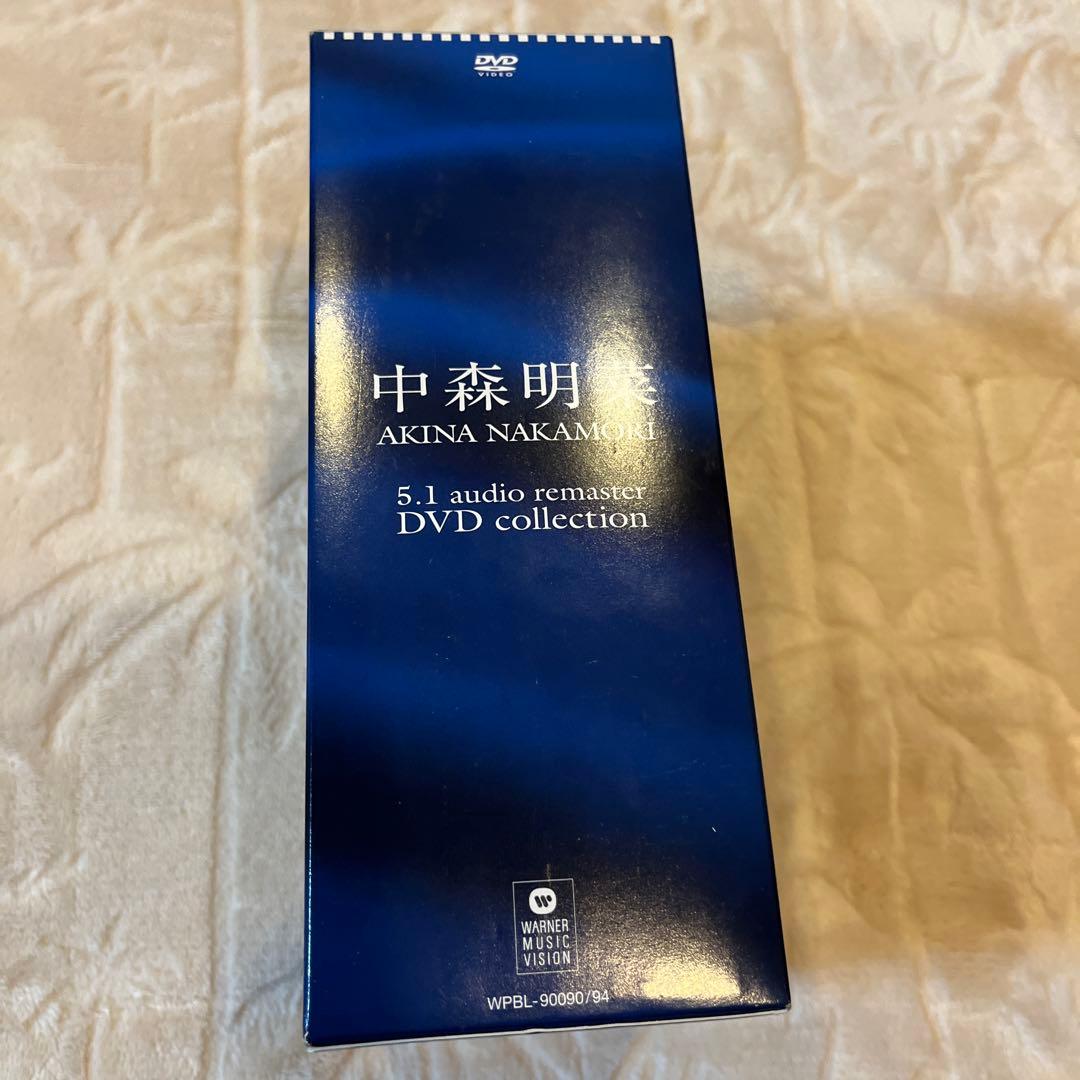 DVD
VIDEO
中森明菜
AKINA NAKAMORI
5.1 audio remaster
DVD collection
WARNER
MUSIC
VISION
WPBL-90090/94